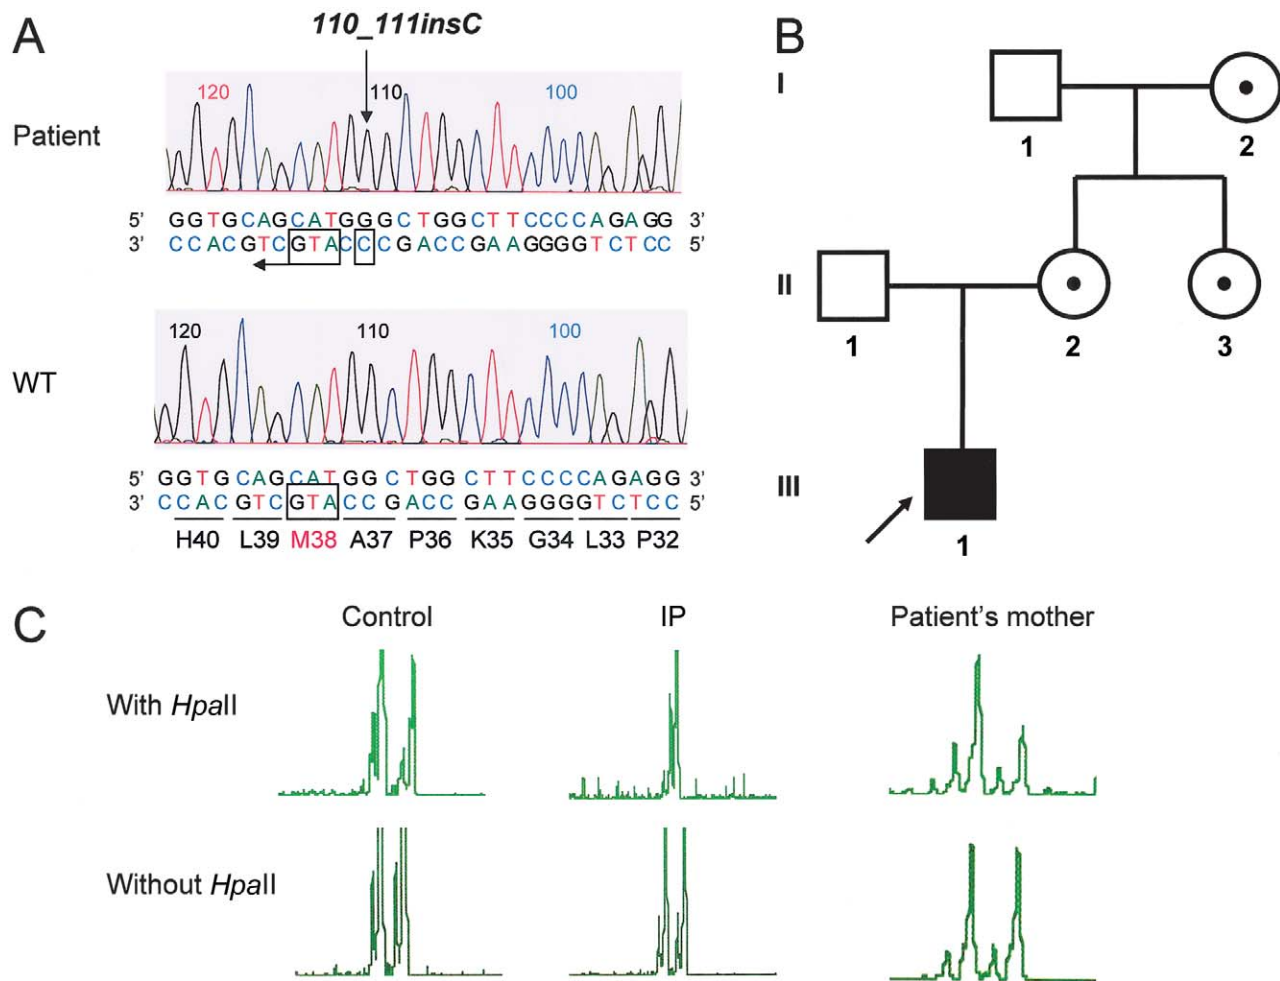 A
110_111insC
Patient
120 110 100
5' GGTGCAGCATGGGCTGGCTTCCCCAGAGG 3'
3' CCACGTCGTACCCGACCGAAGGGGTCTCC 5'
WT
120 110 100
5' GGTGCAGCATGGCTGGCTTCCCCAGAGG 3'
3' CCACGTCGTACCGACCGAAGGGGTCTCC 5'
H40 L39 M38 A37 P36 K35 G34 L33 P32
B
I
1 2
II
1 2 3
III
1
C
Control IP Patient's mother
With HpaII
Without HpaII